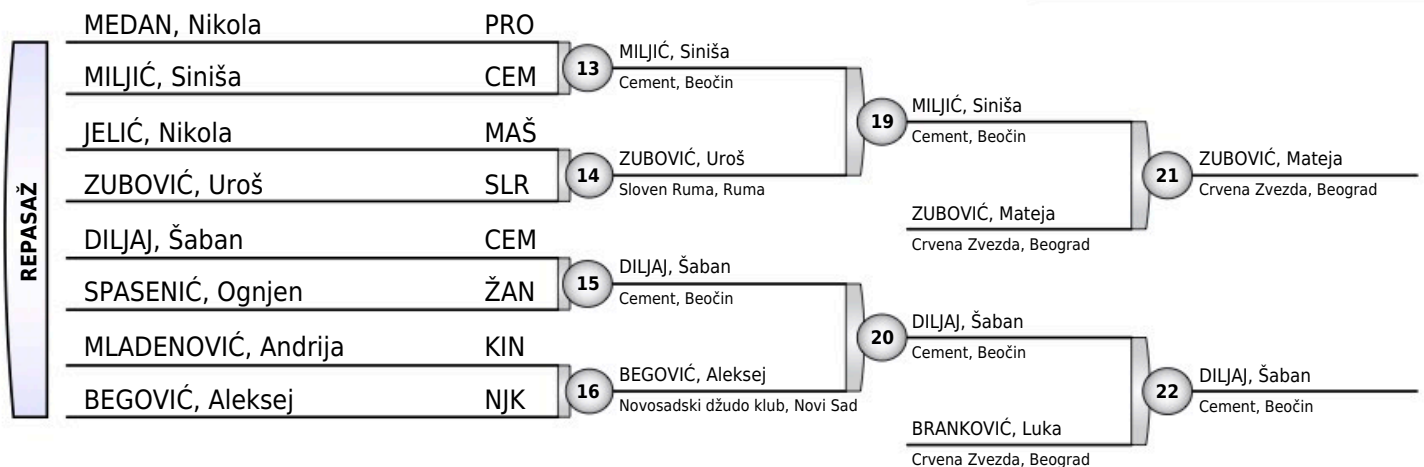 REPASAŽ
MEDAN, Nikola PRO
MILJIĆ, Siniša CEM
JELIĆ, Nikola MAŠ
ZUBOVIĆ, Uroš SLR
DILJAJ, Šaban CEM
SPASENIĆ, Ognjen ŽAN
MLADENOVIĆ, Andrija KIN
BEGOVIĆ, Aleksej NJK
13
MILJIĆ, Siniša
Cement, Beočin
14
ZUBOVIĆ, Uroš
Sloven Ruma, Ruma
15
DILJAJ, Šaban
Cement, Beočin
16
BEGOVIĆ, Aleksej
Novosadski džudo klub, Novi Sad
19
MILJIĆ, Siniša
Cement, Beočin
ZUBOVIĆ, Mateja
Crvena Zvezda, Beograd
20
DILJAJ, Šaban
Cement, Beočin
BRANKOVIĆ, Luka
Crvena Zvezda, Beograd
21
ZUBOVIĆ, Mateja
Crvena Zvezda, Beograd
22
DILJAJ, Šaban
Cement, Beočin